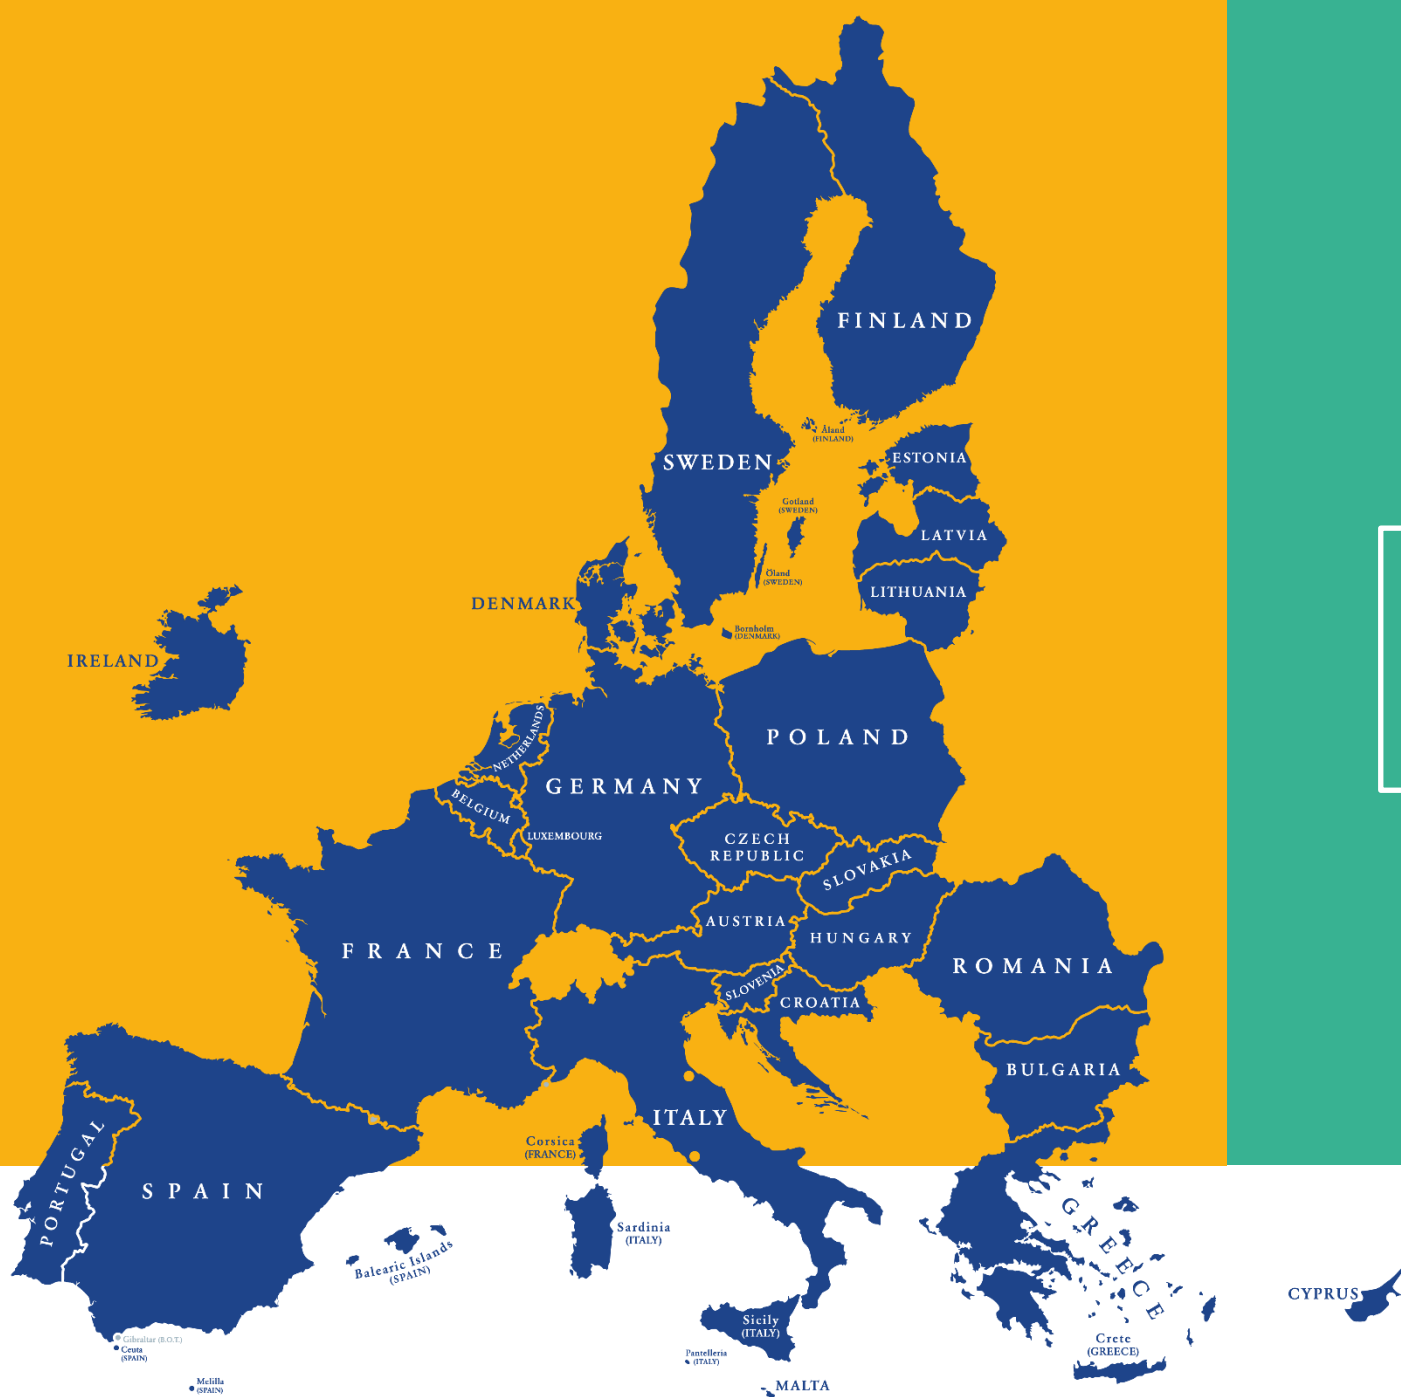 FINLAND
Åland
(FINLAND)
SWEDEN
ESTONIA
Gotland
(SWEDEN)
LATVIA
Öland
(SWEDEN)
LITHUANIA
DENMARK
Bornholm
(DENMARK)
IRELAND
NETHERLANDS
POLAND
GERMANY
BELGIUM
LUXEMBOURG
CZECH
REPUBLIC
SLOVAKIA
AUSTRIA
HUNGARY
FRANCE
ROMANIA
SLOVENIA
CROATIA
BULGARIA
ITALY
Corsica
(FRANCE)
PORTUGAL
SPAIN
Sardinia
(ITALY)
Balearic Islands
(SPAIN)
GREECE
CYPRUS
Sicily
(ITALY)
Gibraltar (B.O.T.)
Ceuta
(SPAIN)
Pantelleria
(ITALY)
Crete
(GREECE)
Melilla
(SPAIN)
MALTA